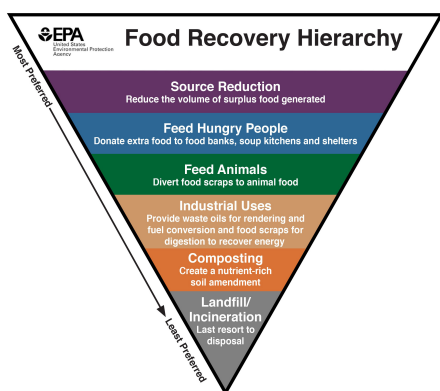 EPA
United States
Environmental Protection
Agency
Food Recovery Hierarchy
Most Preferred
Source Reduction
Reduce the volume of surplus food generated
Feed Hungry People
Donate extra food to food banks, soup kitchens and shelters
Feed Animals
Divert food scraps to animal food
Industrial Uses
Provide waste oils for rendering and
fuel conversion and food scraps for
digestion to recover energy
Composting
Create a nutrient-rich
soil amendment
Landfill/
Incineration
Last resort to
disposal
Least Preferred